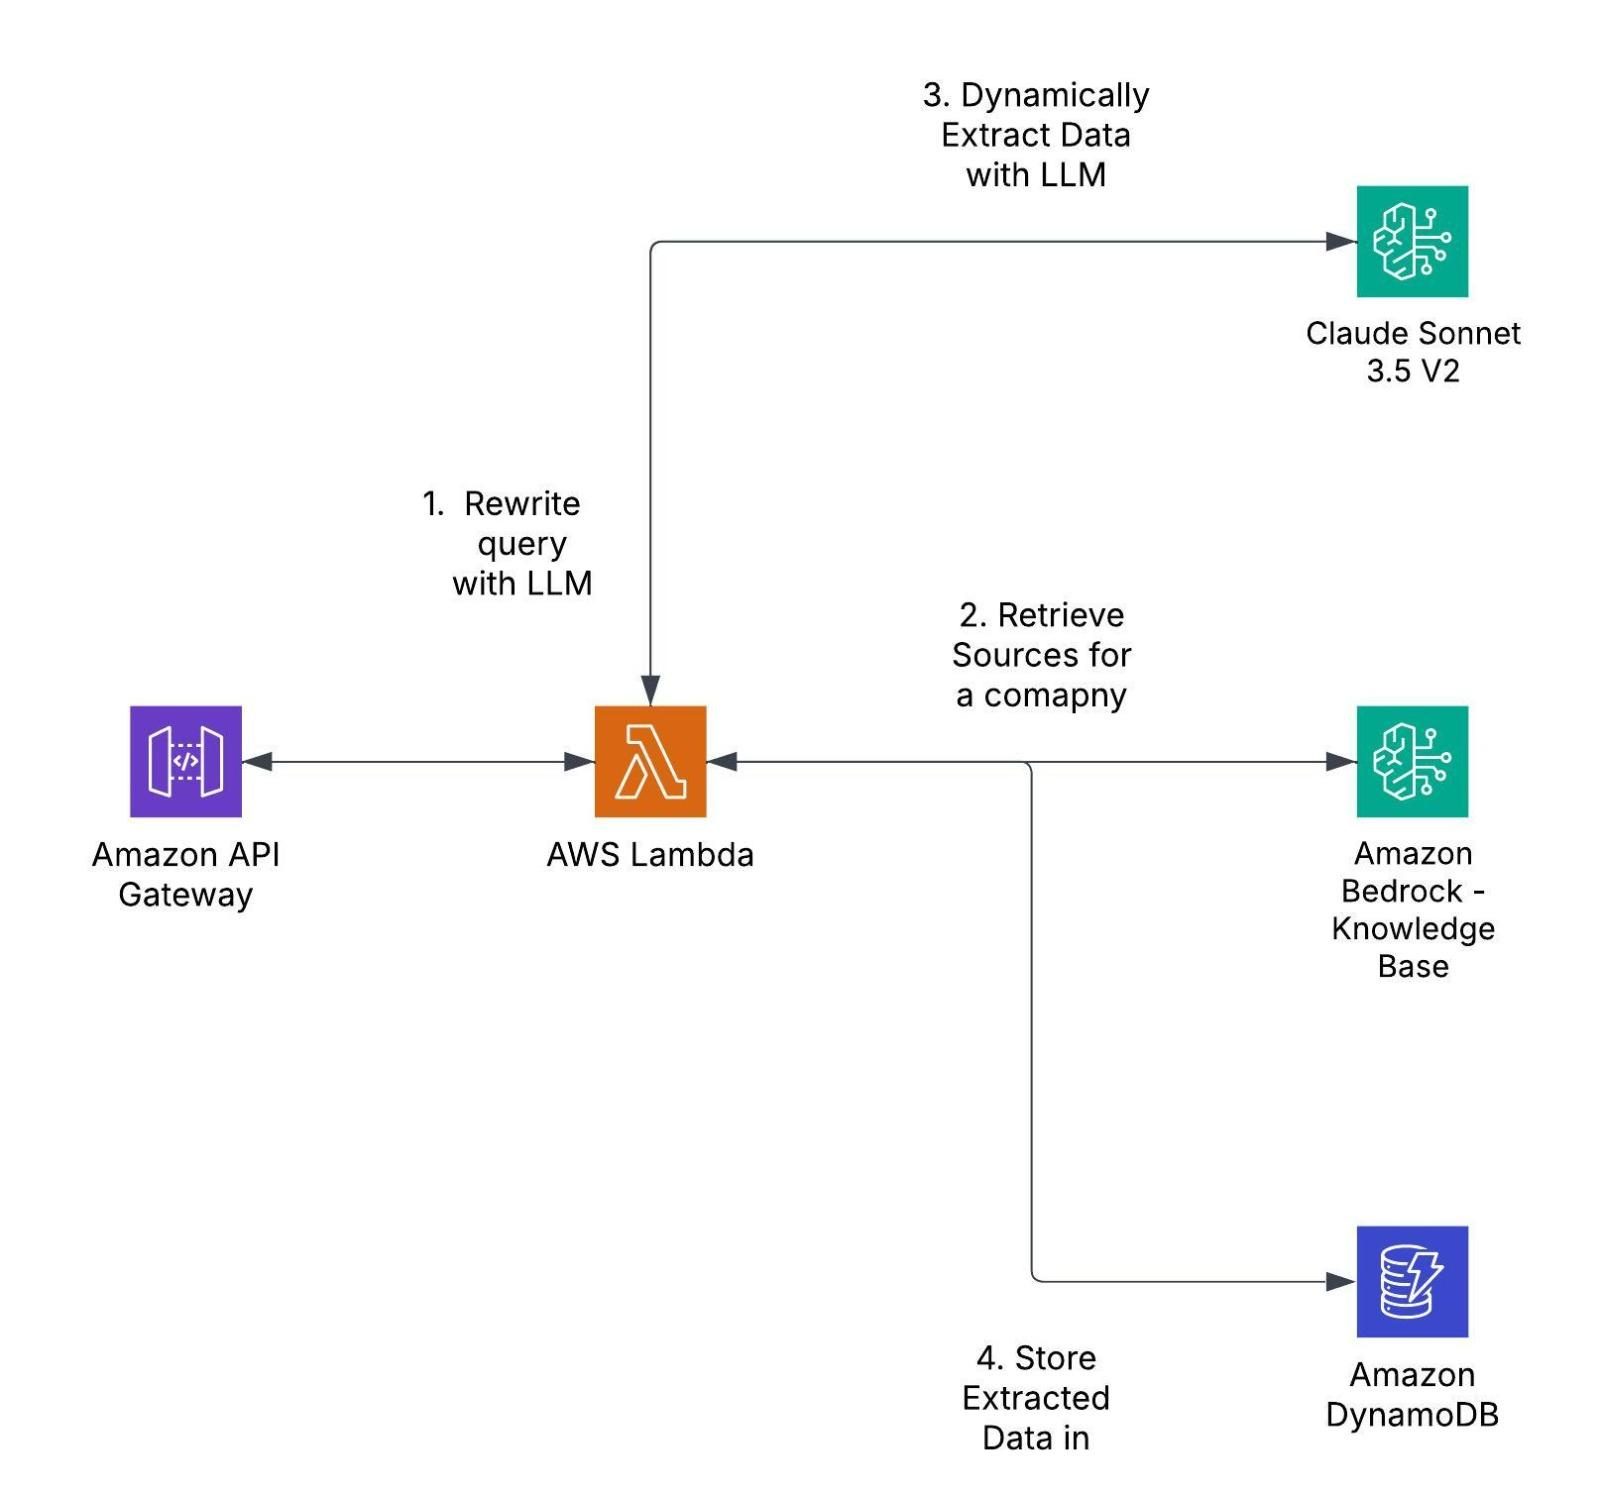 3. Dynamically
Extract Data
with LLM
Claude Sonnet
3.5 V2
1. Rewrite
query
with LLM
2. Retrieve
Sources for
a comapny
</>
Amazon API
Gateway
AWS Lambda
Amazon
Bedrock -
Knowledge
Base
4. Store
Extracted
Data in
Amazon
DynamoDB